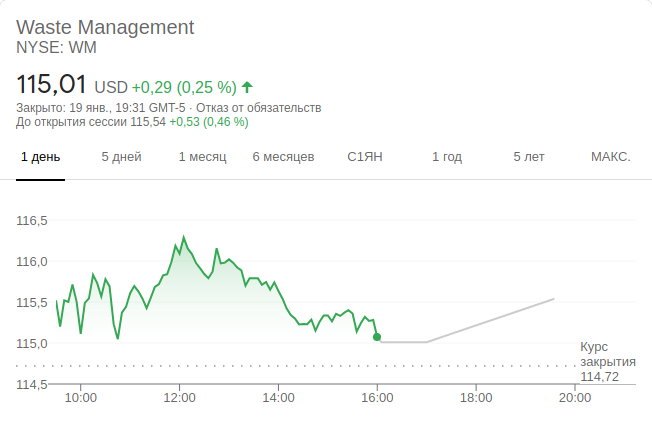 Waste Management
NYSE: WM
115,01 USD +0,29 (0,25 %)
Закрыто: 19 янв., 19:31 GMT-5 · Отказ от обязательств
До открытия сессии 115,54 +0,53 (0,46 %)
1 день 5 дней 1 месяц 6 месяцев С1ЯН 1 год 5 лет МАКС.
116,5
116,0
115,5
115,0
Курс
закрытия
114,72
114,5
10:00 12:00 14:00 16:00 18:00 20:00